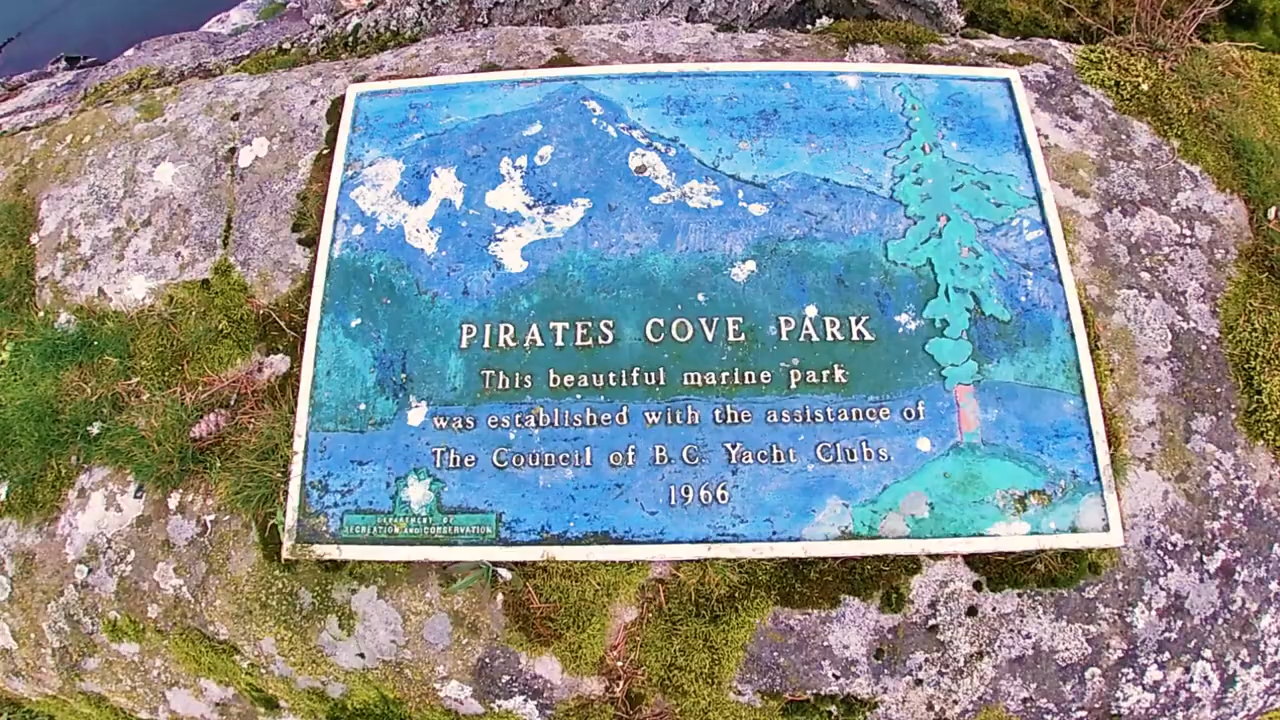 PIRATES COVE PARK
This beautiful marine park
was established with the assistance of
The Council of B.C. Yacht Clubs
1966
DEPARTMENT OF
RECREATION AND CONSERVATION